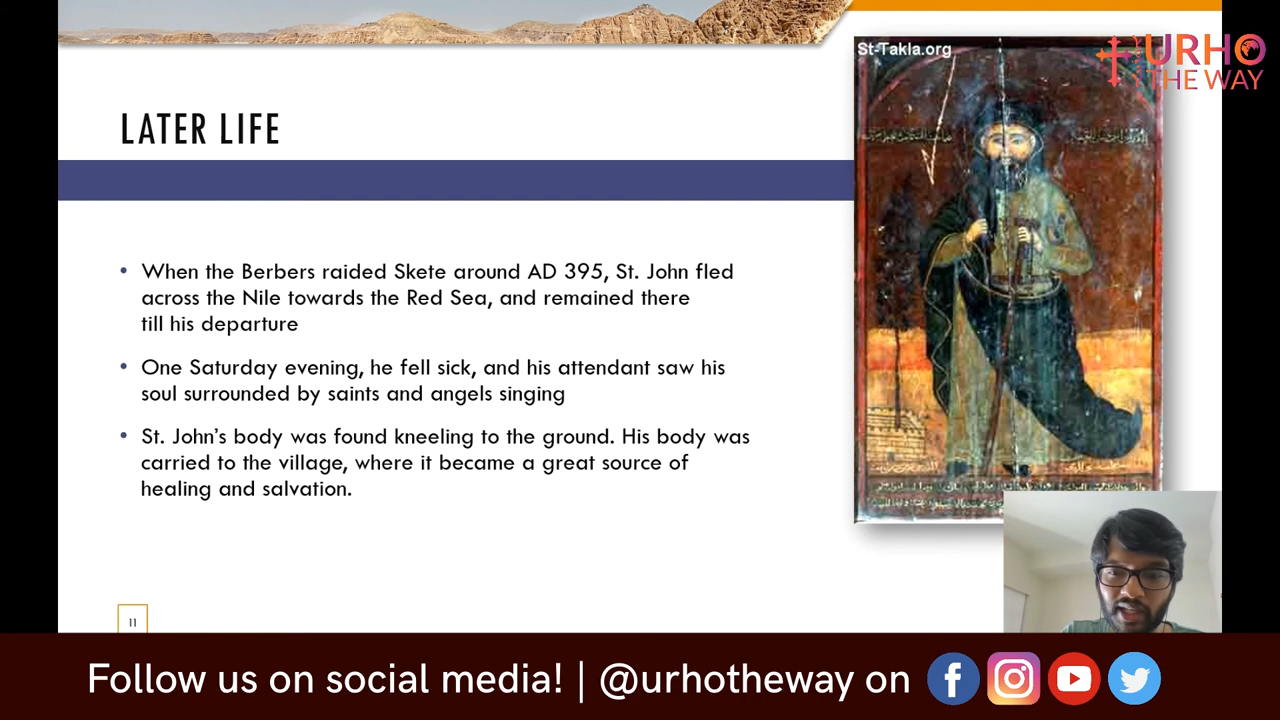 St-Takla.org
URHO
THE WAY
LATER LIFE
• When the Berbers raided Skete around AD 395, St. John fled
across the Nile towards the Red Sea, and remained there
till his departure
• One Saturday evening, he fell sick, and his attendant saw his
soul surrounded by saints and angels singing
• St. John’s body was found kneeling to the ground. His body was
carried to the village, where it became a great source of
healing and salvation.
11
Follow us on social media! | @urhotheway on